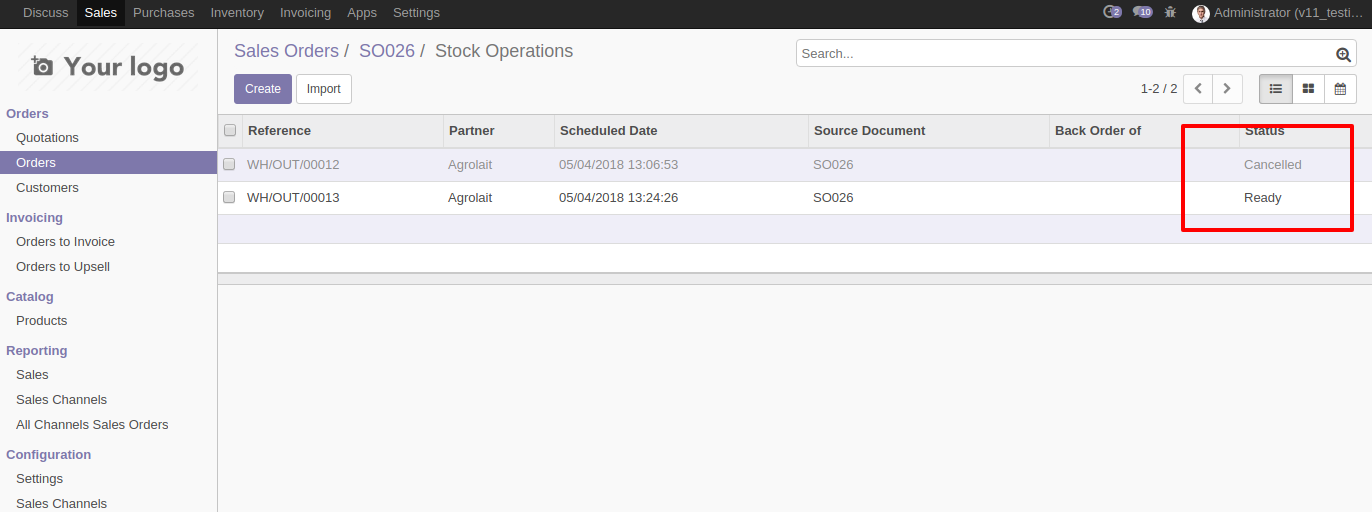 Discuss Sales Purchases Inventory Invoicing Apps Settings 2 10 Administrator (v11_testi...
Your logo
Orders
Quotations
Orders
Customers
Invoicing
Orders to Invoice
Orders to Upsell
Catalog
Products
Reporting
Sales
Sales Channels
All Channels Sales Orders
Configuration
Settings
Sales Channels
Sales Orders / SO026 / Stock Operations
Search...
Create Import 1-2 / 2
Reference Partner Scheduled Date Source Document Back Order of Status
WH/OUT/00012 Agrolait 05/04/2018 13:06:53 SO026 Cancelled
WH/OUT/00013 Agrolait 05/04/2018 13:24:26 SO026 Ready